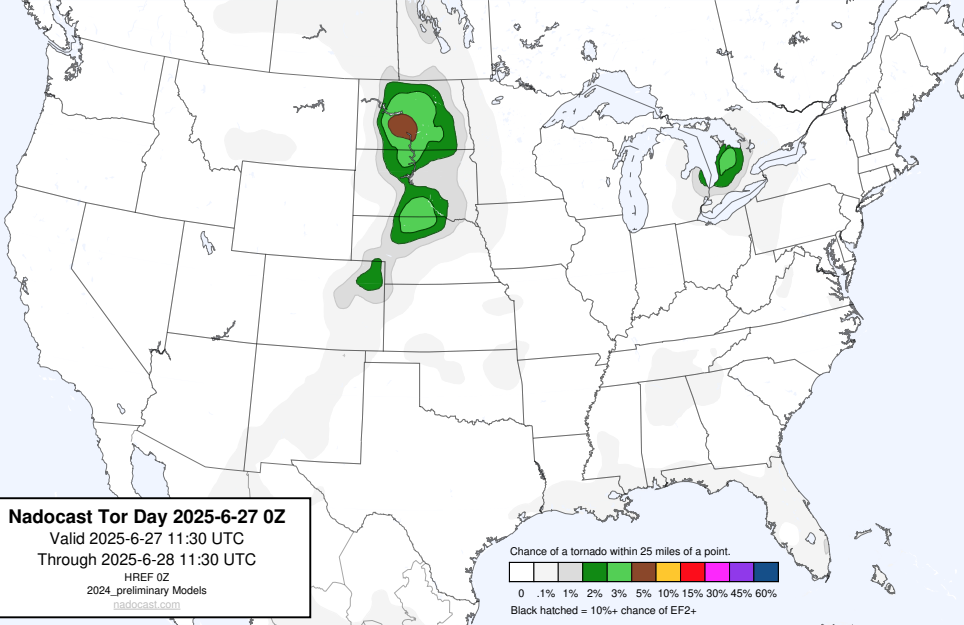 Nadocast Tor Day 2025-6-27 0Z
Valid 2025-6-27 11:30 UTC
Through 2025-6-28 11:30 UTC
HREF 0Z
2024_preliminary Models
nadocast.com
Chance of a tornado within 25 miles of a point.
0 .1% 1% 2% 3% 5% 10% 15% 30% 45% 60%
Black hatched = 10%+ chance of EF2+